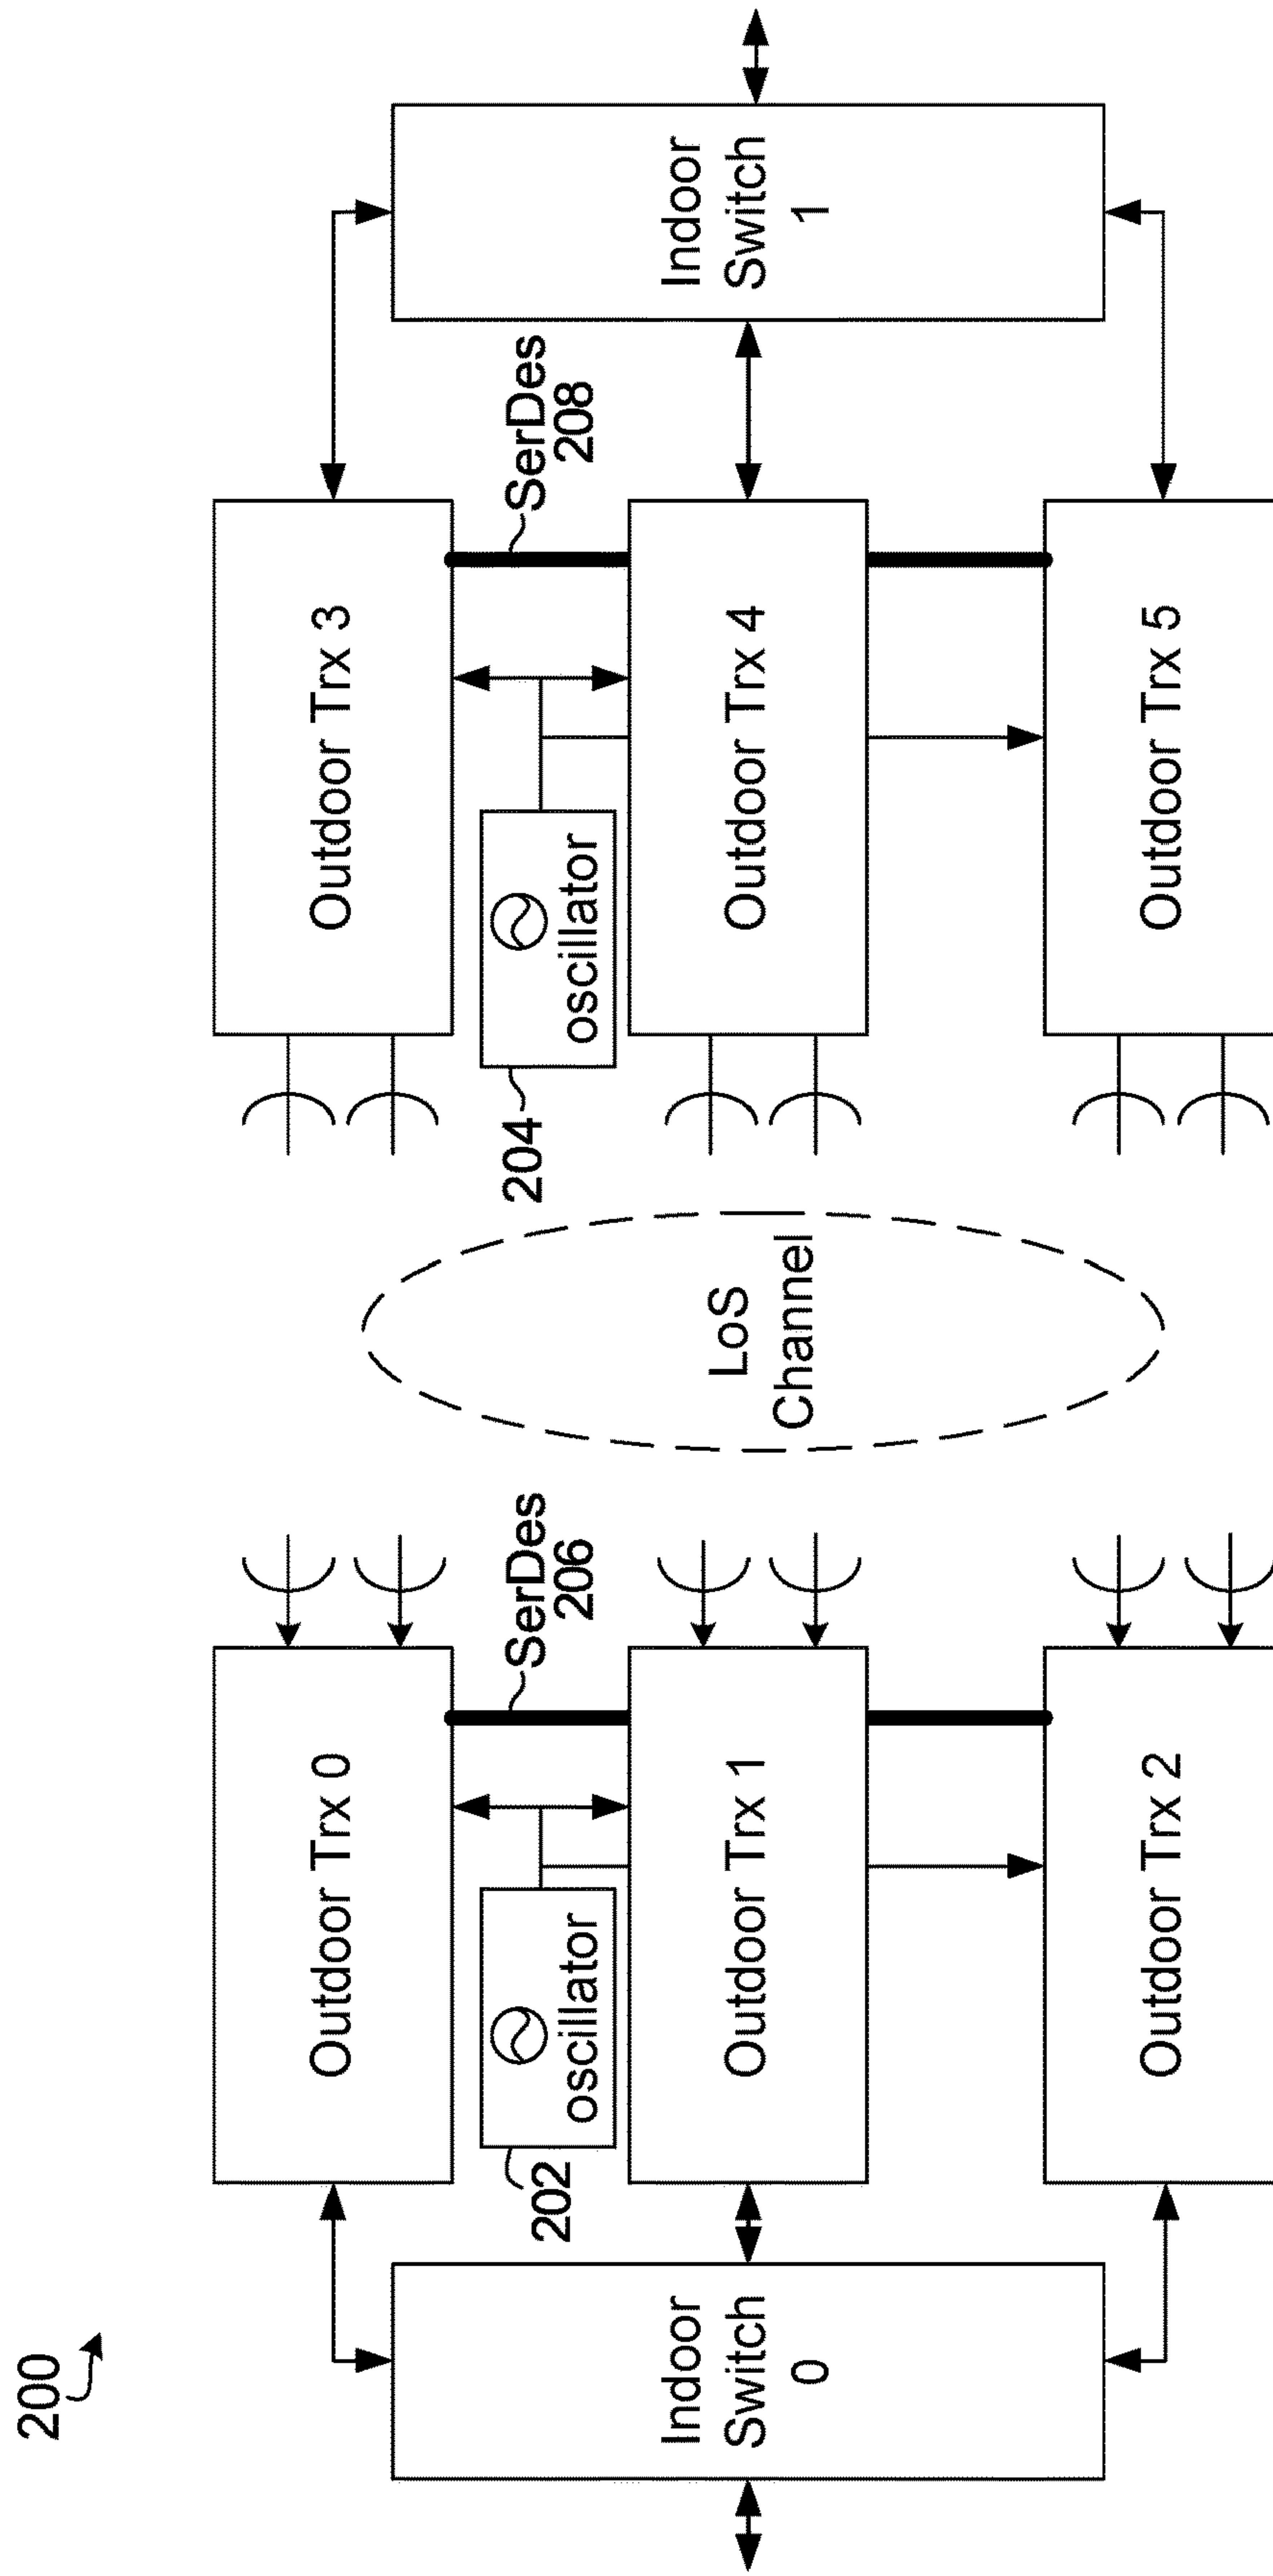 200
Indoor
Switch
0
Outdoor Trx 0
202
oscillator
SerDes
206
Outdoor Trx 1
Outdoor Trx 2
LoS
Channel
Outdoor Trx 3
204
oscillator
SerDes
208
Outdoor Trx 4
Outdoor Trx 5
Indoor
Switch
1